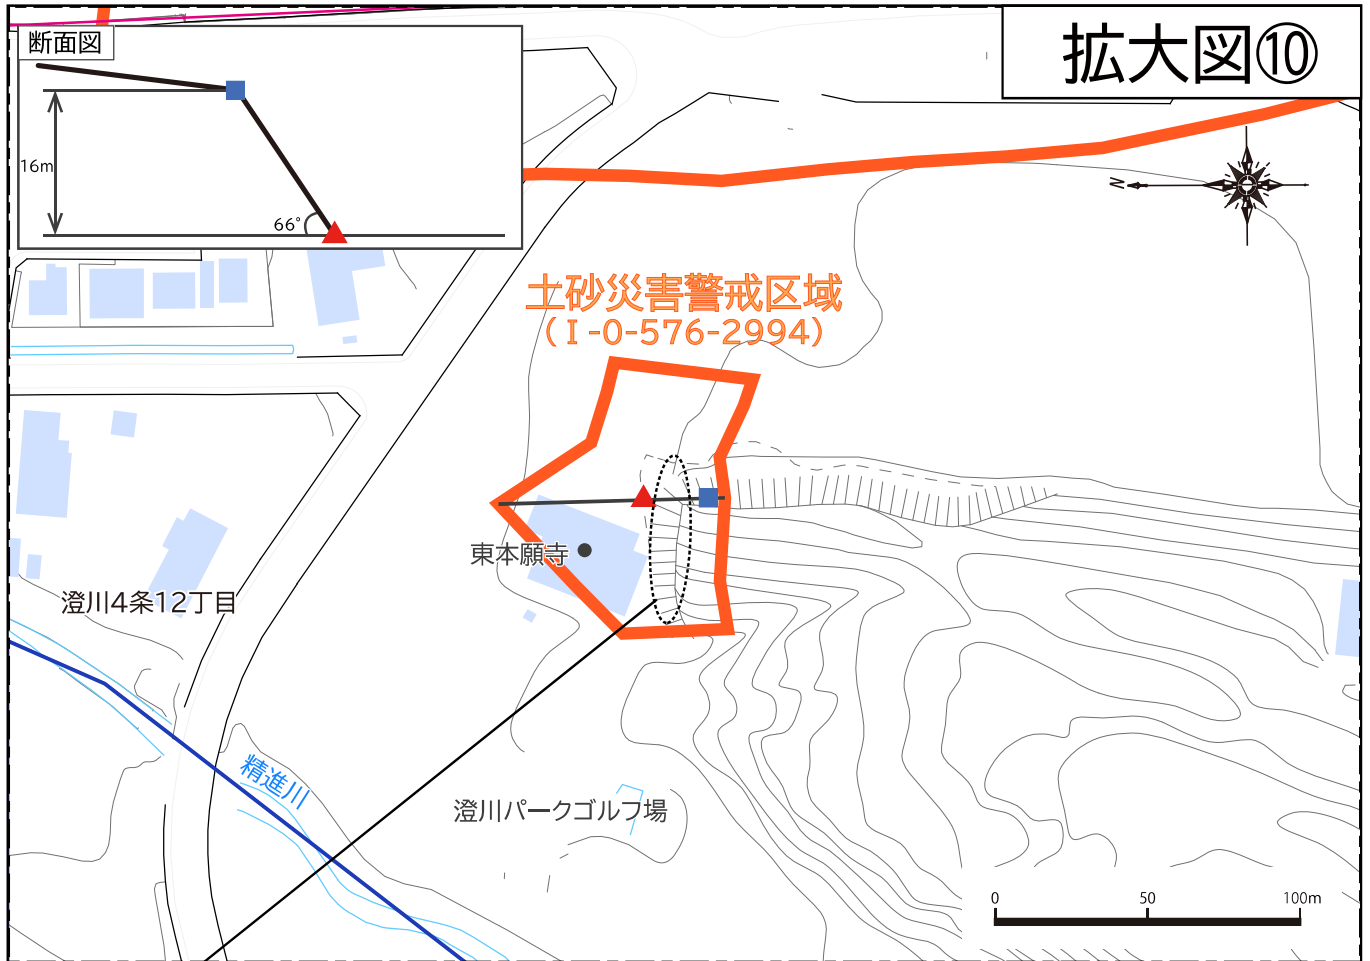 断面図
16m
66°
拡大図⑩
N
土砂災害警戒区域
（Ⅰ-0-576-2994）
東本願寺
澄川4条12丁目
精進川
澄川パークゴルフ場
0 50 100m